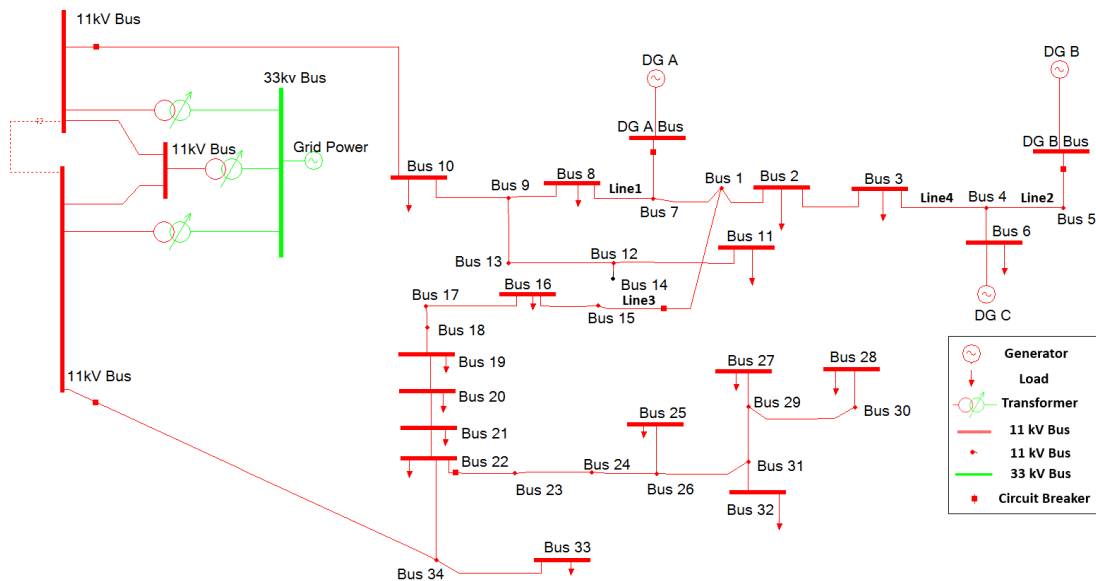 11kV Bus
33kv Bus
11kV Bus
Grid Power
11kV Bus
DG A
DG B
DG A Bus
DG B Bus
Bus 10
Bus 9
Bus 8
Line1
Bus 7
Bus 1
Bus 2
Bus 3
Line4
Bus 4
Line2
Bus 5
Bus 6
DG C
Bus 13
Bus 12
Bus 11
Bus 14
Bus 17
Bus 16
Line3
Bus 15
Bus 18
Bus 19
Bus 20
Bus 21
Bus 22
Bus 23
Bus 24
Bus 25
Bus 26
Bus 27
Bus 28
Bus 29
Bus 30
Bus 31
Bus 32
Bus 33
Bus 34
Generator
Load
Transformer
11 kV Bus
11 kV Bus
33 kV Bus
Circuit Breaker